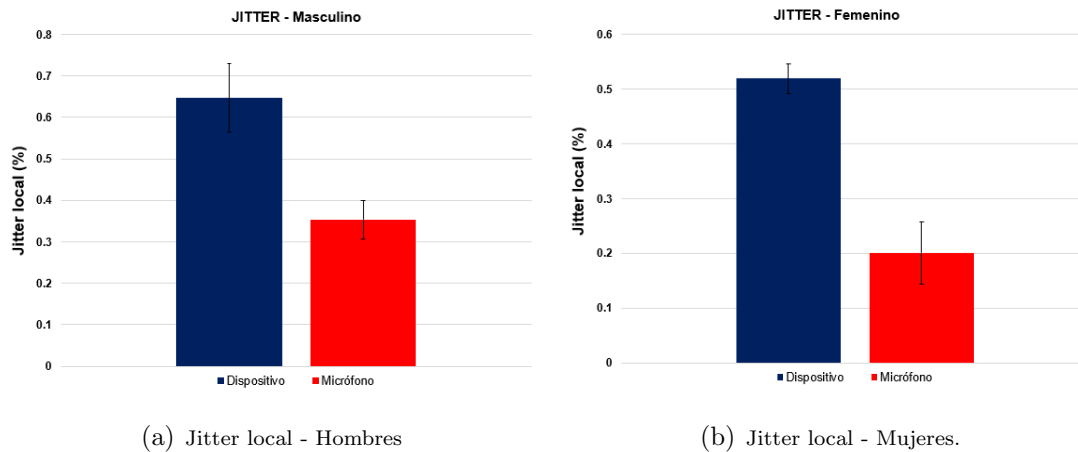 JITTER - Masculino
Jitter local (%)
0.8
0.7
0.6
0.5
0.4
0.3
0.2
0.1
0
Dispositivo Micrófono
(a) Jitter local - Hombres
JITTER - Femenino
Jitter local (%)
0.6
0.5
0.4
0.3
0.2
0.1
0
Dispositivo Micrófono
(b) Jitter local - Mujeres.